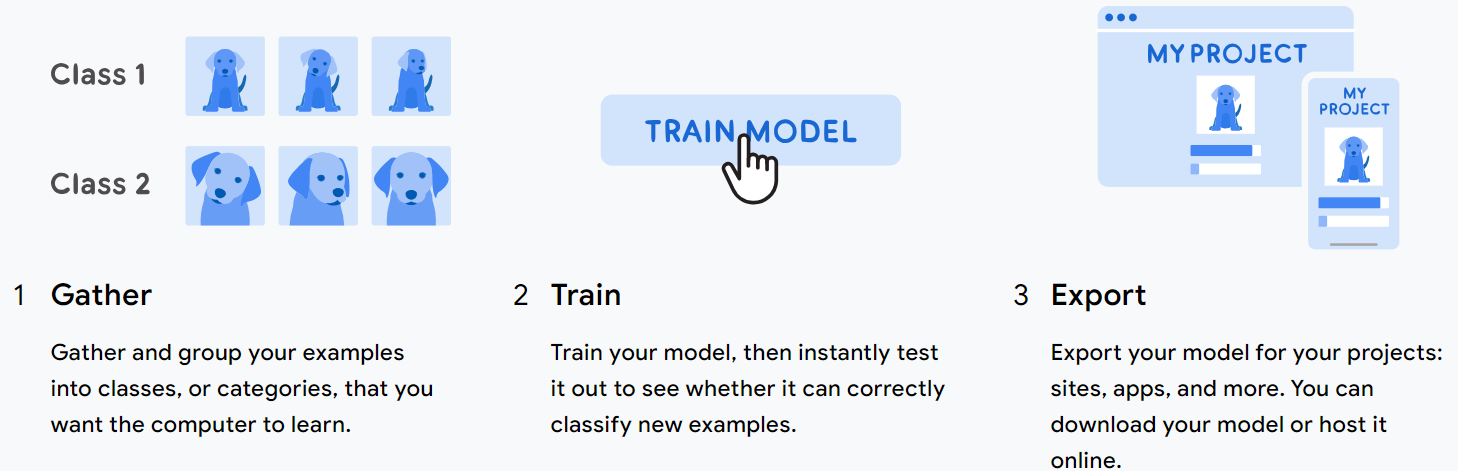 Class 1
Class 2
TRAIN MODEL
MY PROJECT
MY
PROJECT
1 Gather
Gather and group your examples
into classes, or categories, that you
want the computer to learn.
2 Train
Train your model, then instantly test
it out to see whether it can correctly
classify new examples.
3 Export
Export your model for your projects:
sites, apps, and more. You can
download your model or host it
online.